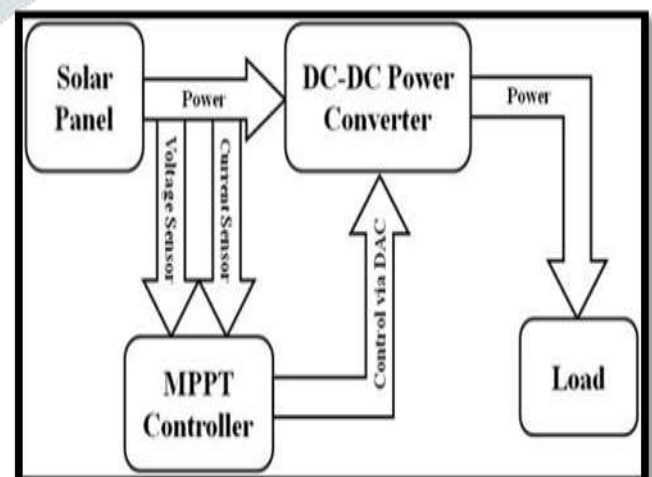 Solar
Panel
Power
DC-DC Power
Converter
Power
Voltage Sensor
Current Sensor
Control via DAC
MPPT
Controller
Load